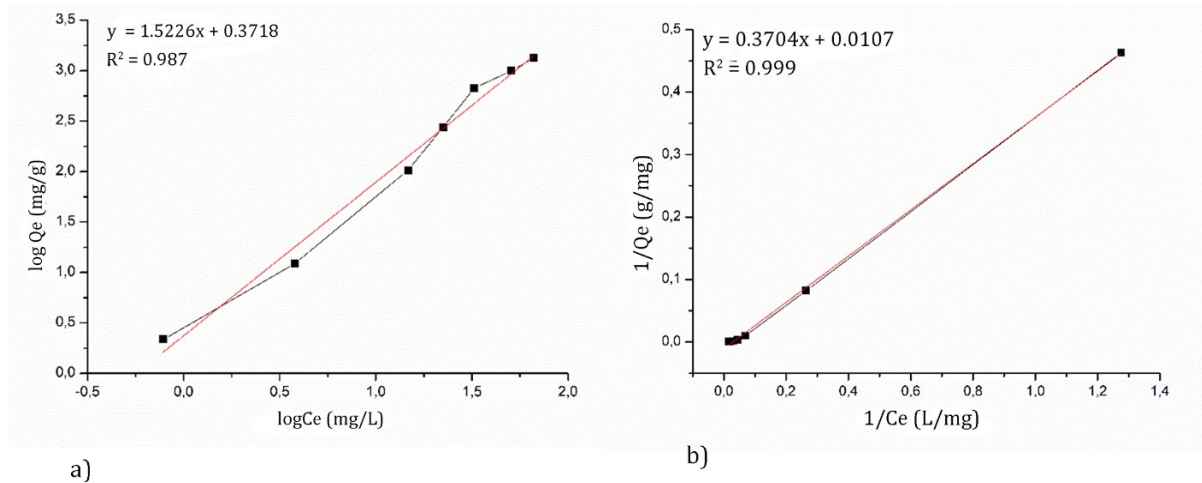 y = 1.5226x + 0.3718
R² = 0.987
3,5
3,0
2,5
2,0
1,5
1,0
0,5
0,0
log Qe (mg/g)
-0,5
0,0
0,5
1,0
1,5
2,0
logCe (mg/L)
a)
y = 0.3704x + 0.0107
R² = 0.999
0,5
0,4
0,3
0,2
0,1
0,0
1/Qe (g/mg)
0,0
0,2
0,4
0,6
0,8
1,0
1,2
1,4
1/Ce (L/mg)
b)